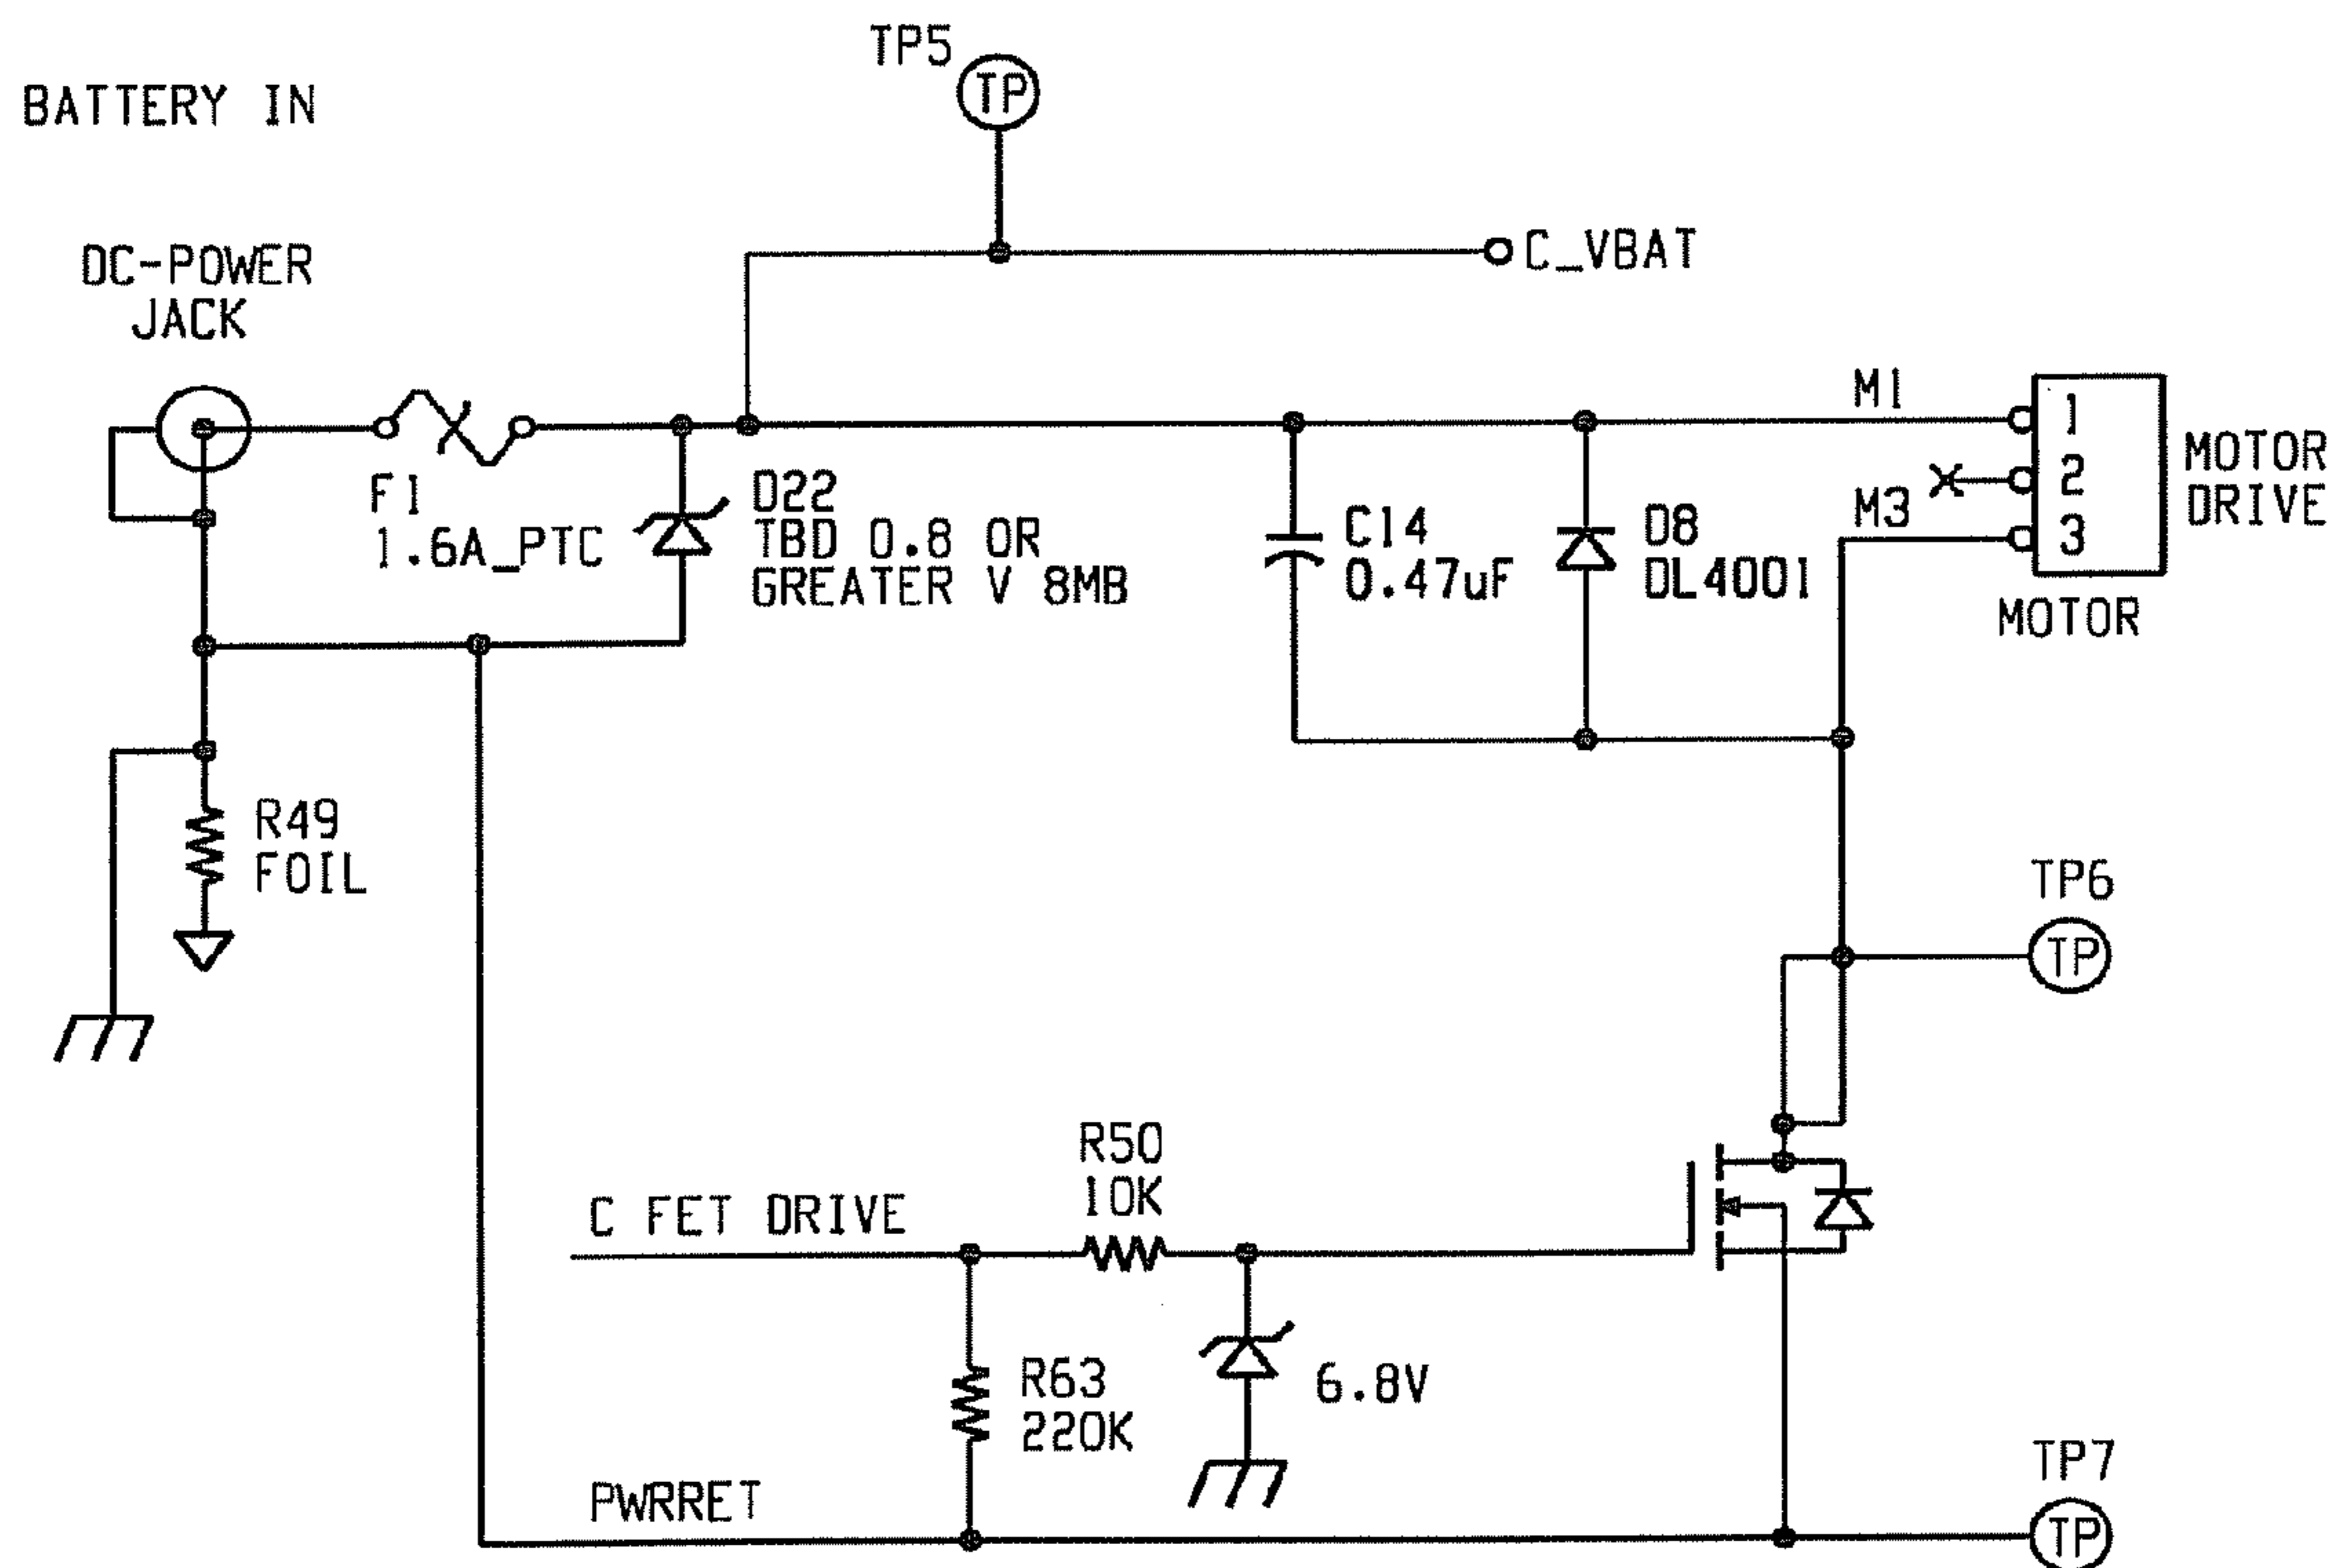 TP5
TP
BATTERY IN
C_VBAT
DC-POWER
JACK
M1
1
MOTOR
DRIVE
2
M3
3
MOTOR
F1
1.6A_PTC
D22
TBD 0.8 OR
GREATER V 8MB
C14
0.47uF
D8
DL4001
R49
FOIL
TP6
TP
R50
10K
C FET DRIVE
R63
220K
6.8V
PWRRET
TP7
TP